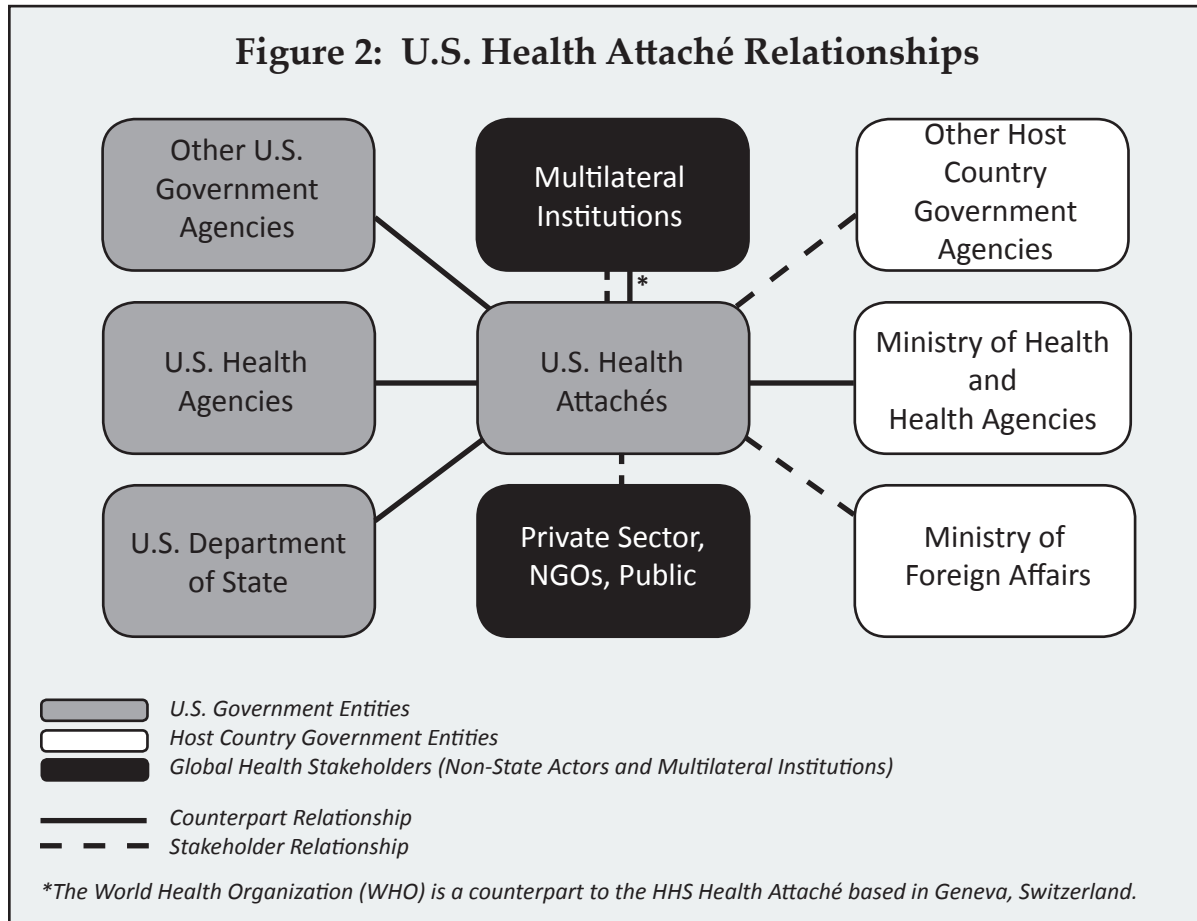 Figure 2:  U.S. Health Attaché Relationships
Other U.S.
Government
Agencies
Multilateral
Institutions
Other Host
Country
Government
Agencies
*
U.S. Health
Agencies
U.S. Health
Attachés
Ministry of Health
and
Health Agencies
U.S. Department
of State
Private Sector,
NGOs, Public
Ministry of
Foreign Affairs
U.S. Government Entities
Host Country Government Entities
Global Health Stakeholders (Non-State Actors and Multilateral Institutions)
Counterpart Relationship
Stakeholder Relationship
*The World Health Organization (WHO) is a counterpart to the HHS Health Attaché based in Geneva, Switzerland.